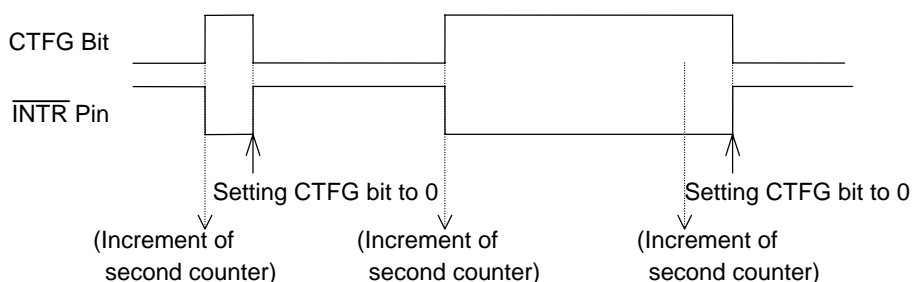 CTFG Bit
INTR Pin
Setting CTFG bit to 0
Setting CTFG bit to 0
(Increment of
second counter)
(Increment of
second counter)
(Increment of
second counter)